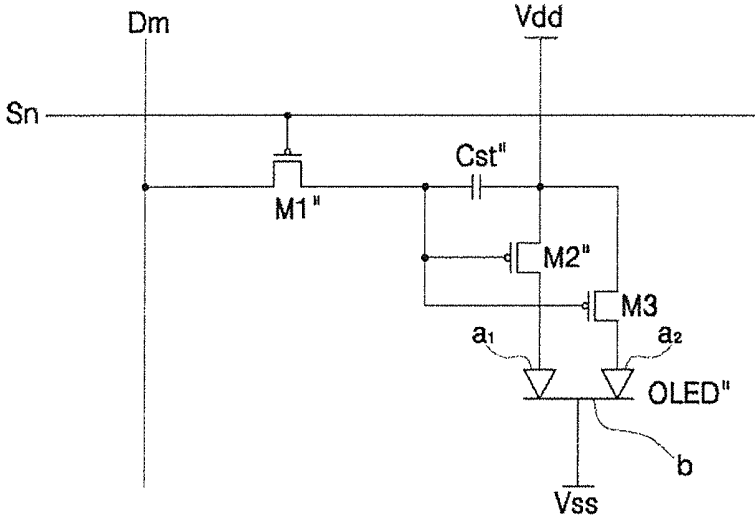 Dm
Vdd
Sn
Cst"
M1"
M2"
M3
a₁
a₂
OLED"
b
Vss